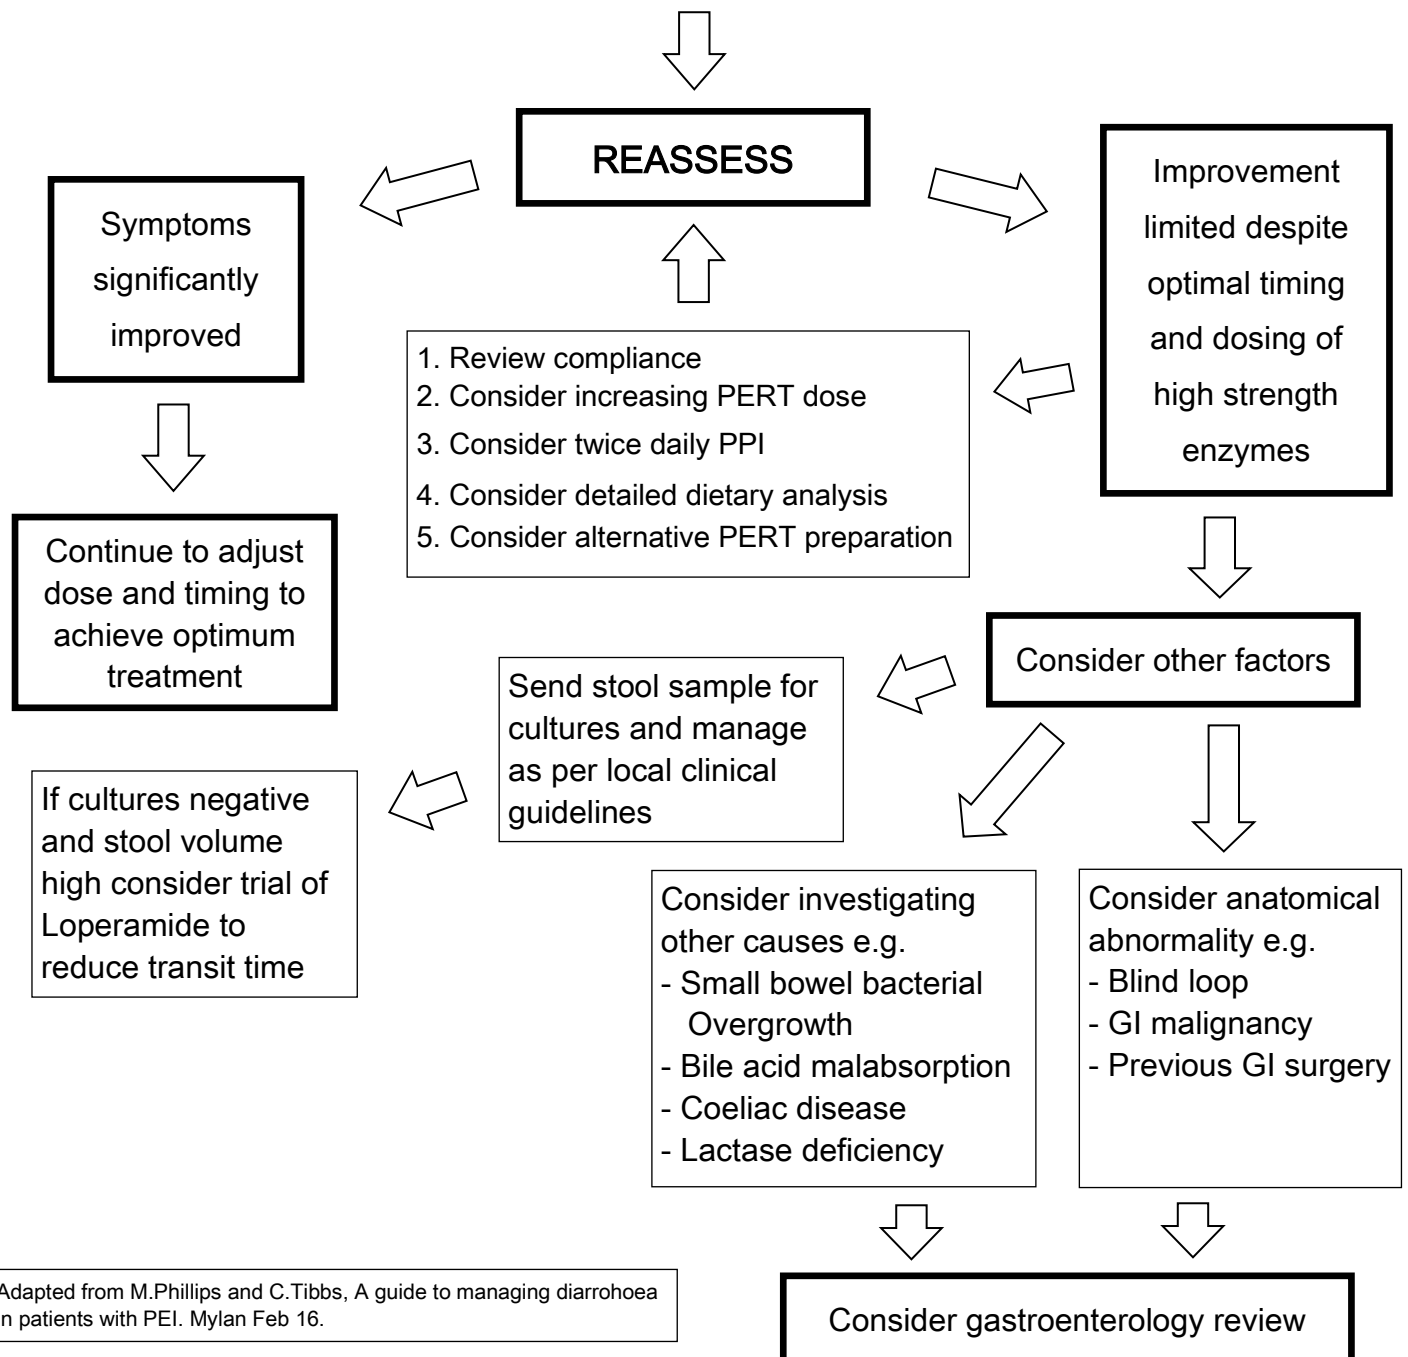 REASSESS
Symptoms
significantly
improved
Improvement
limited despite
optimal timing
and dosing of
high strength
enzymes
1. Review compliance
2. Consider increasing PERT dose
3. Consider twice daily PPI
4. Consider detailed dietary analysis
5. Consider alternative PERT preparation
Continue to adjust
dose and timing to
achieve optimum
treatment
Consider other factors
Send stool sample for
cultures and manage
as per local clinical
guidelines
If cultures negative
and stool volume
high consider trial of
Loperamide to
reduce transit time
Consider investigating
other causes e.g.
- Small bowel bacterial
Overgrowth
- Bile acid malabsorption
- Coeliac disease
- Lactase deficiency
Consider anatomical
abnormality e.g.
- Blind loop
- GI malignancy
- Previous GI surgery
Adapted from M.Phillips and C.Tibbs, A guide to managing diarrohoea
n patients with PEI. Mylan Feb 16.
Consider gastroenterology review